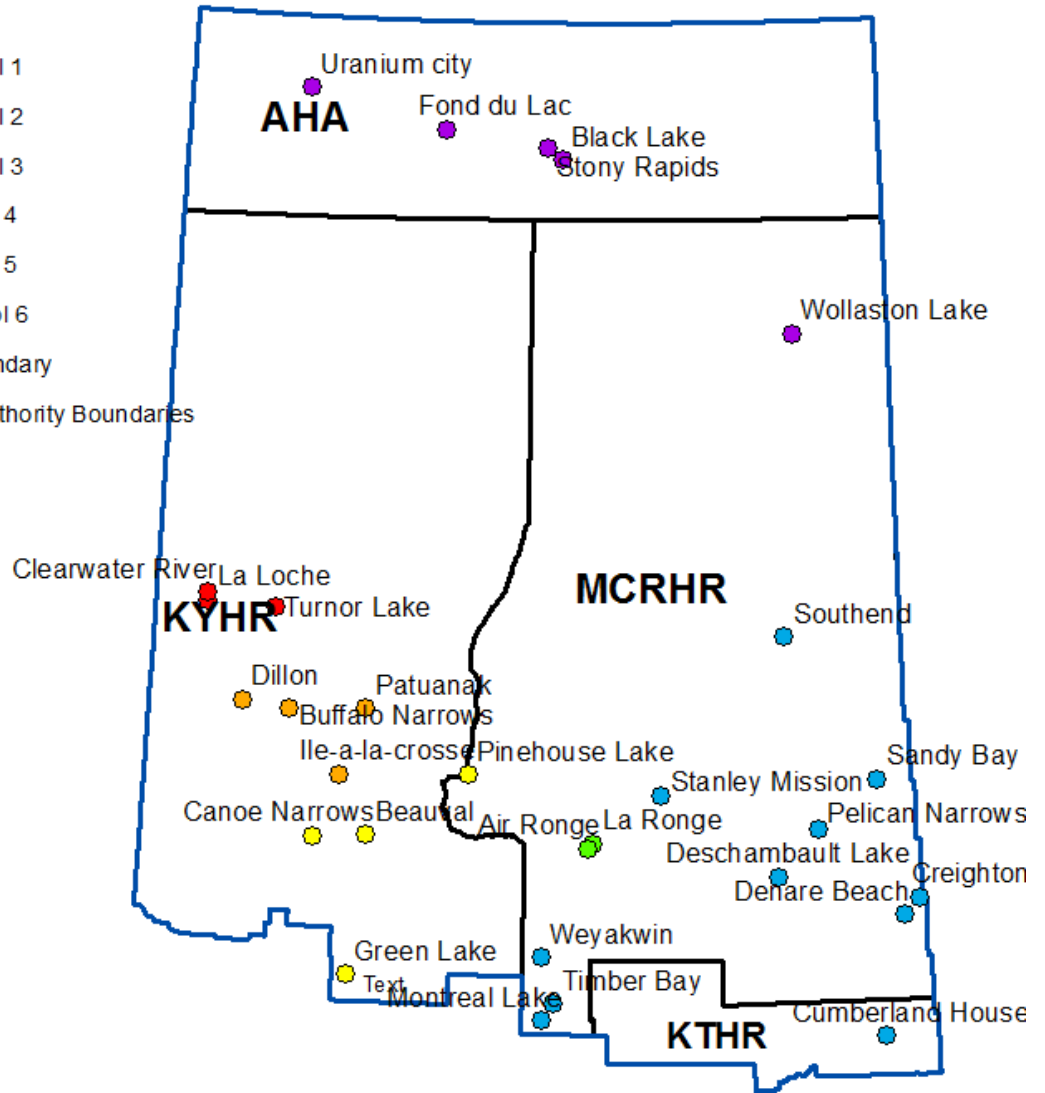 l 1
Uranium city
Fond du Lac
AHA
l 2
Black Lake
Stony Rapids
l 3
4
5
Wollaston Lake
ol 6
ndary
thority Boundaries
Clearwater River
La Loche
MCRHR
KYHR
Turnor Lake
Southend
Dillon
Patuanak
Buffalo Narrows
Ile-a-la-crosse
Pinehouse Lake
Sandy Bay
Stanley Mission
Canoe Narrows
Beauval
Air Ronge
La Ronge
Pelican Narrows
Deschambault Lake
Creighton
Denare Beach
Weyakwin
Green Lake
Text
Timber Bay
Montreal Lake
Cumberland House
KTHR